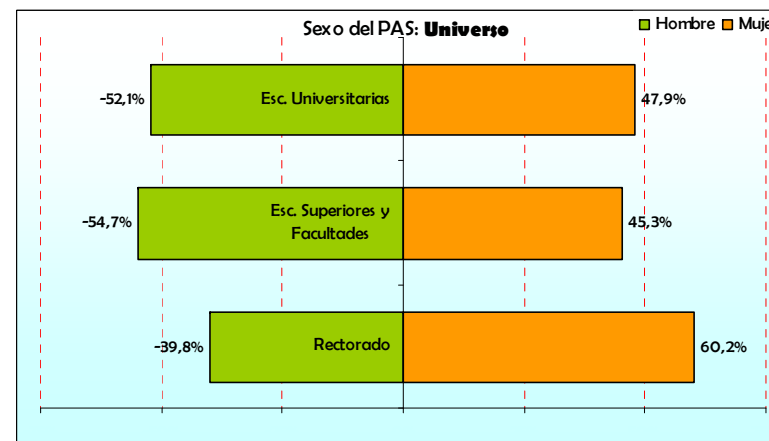 Sexo del PAS: Universo
Hombre Muje
-52,1% Esc. Universitarias 47,9%
-54,7% Esc. Superiores y
Facultades 45,3%
-39,8% Rectorado 60,2%